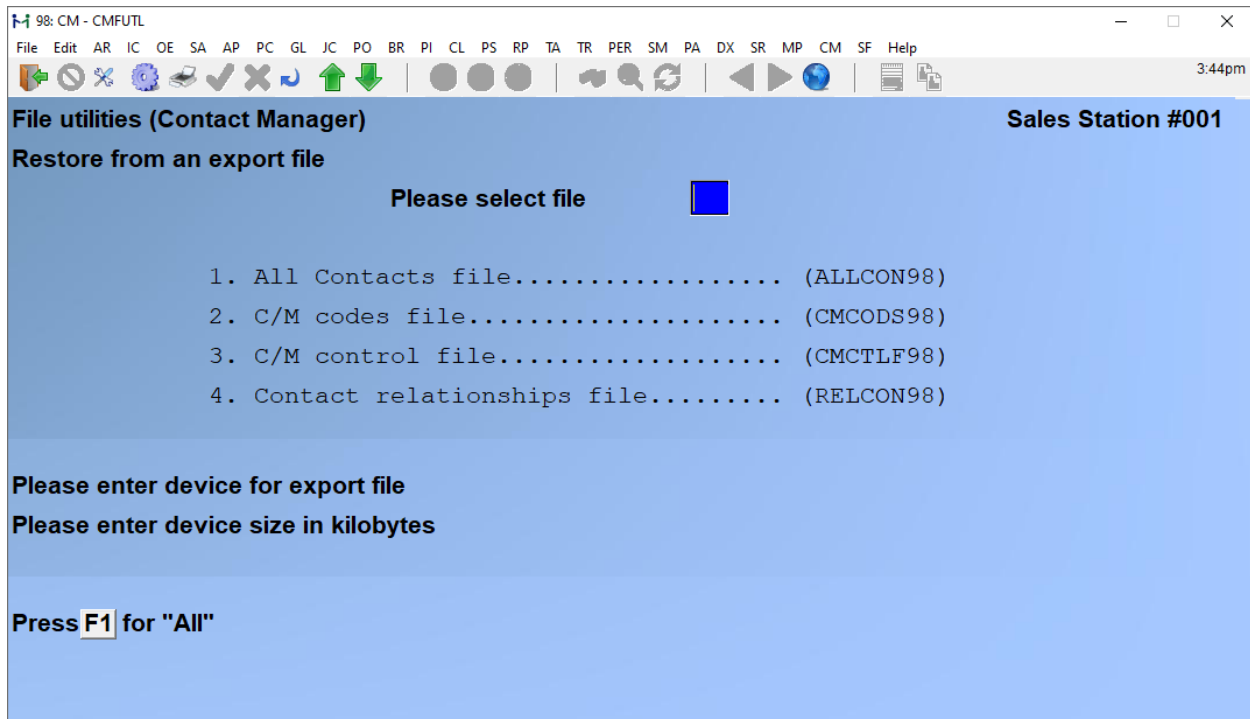 98: CM - CMFUTL
File Edit AR IC OE SA AP PC GL JC PO BR PI CL PS RP TA TR PER SM PA DX SR MP CM SF Help
3:44pm
File utilities (Contact Manager) Sales Station #001
Restore from an export file
Please select file
1. All Contacts file................... (ALLCON98)
2. C/M codes file...................... (CMCODS98)
3. C/M control file.................... (CMCTLF98)
4. Contact relationships file......... (RELCON98)
Please enter device for export file
Please enter device size in kilobytes
Press F1 for "All"